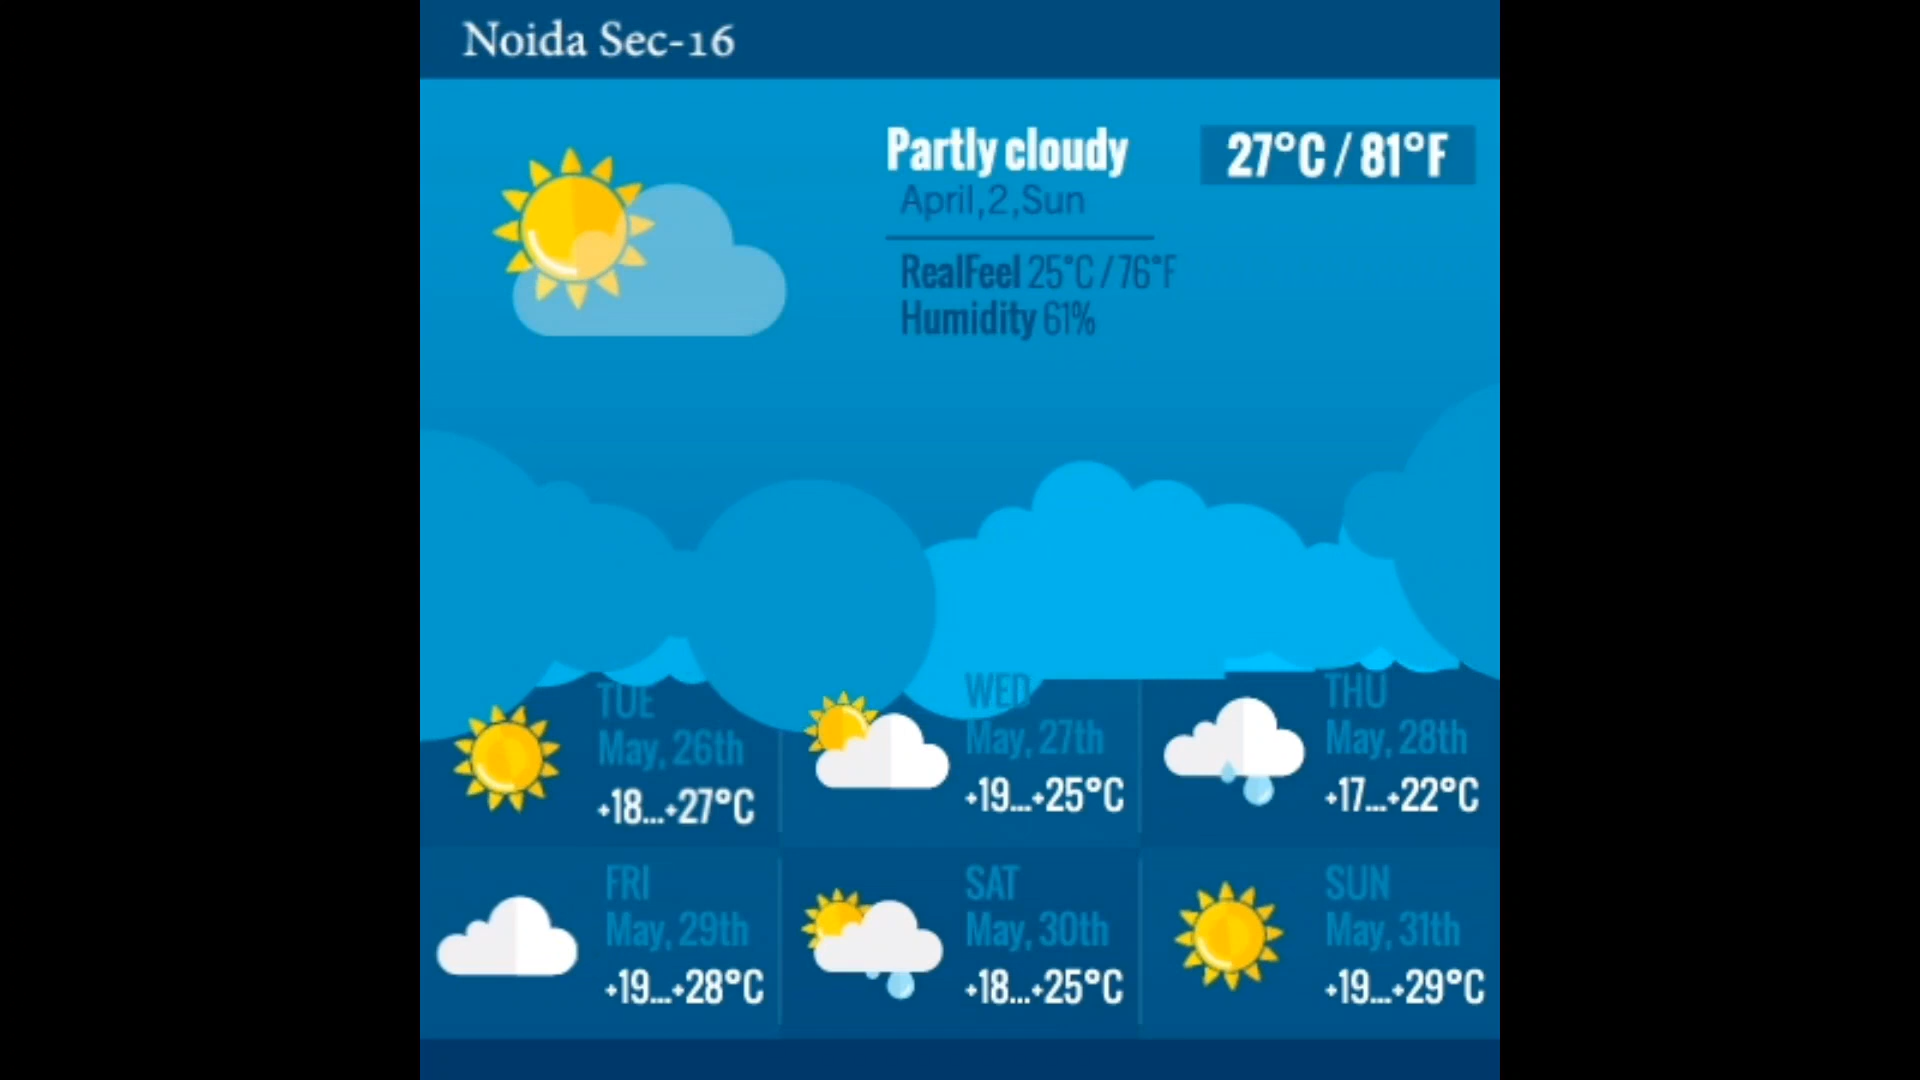 Noida Sec-16
Partly cloudy
27°C / 81°F
April,2,Sun
RealFeel 25°C / 76°F
Humidity 61%
TUE
May, 26th
+18...+27°C
WED
May, 27th
+19...+25°C
THU
May, 28th
+17...+22°C
FRI
May, 29th
+19...+28°C
SAT
May, 30th
+18...+25°C
SUN
May, 31th
+19...+29°C